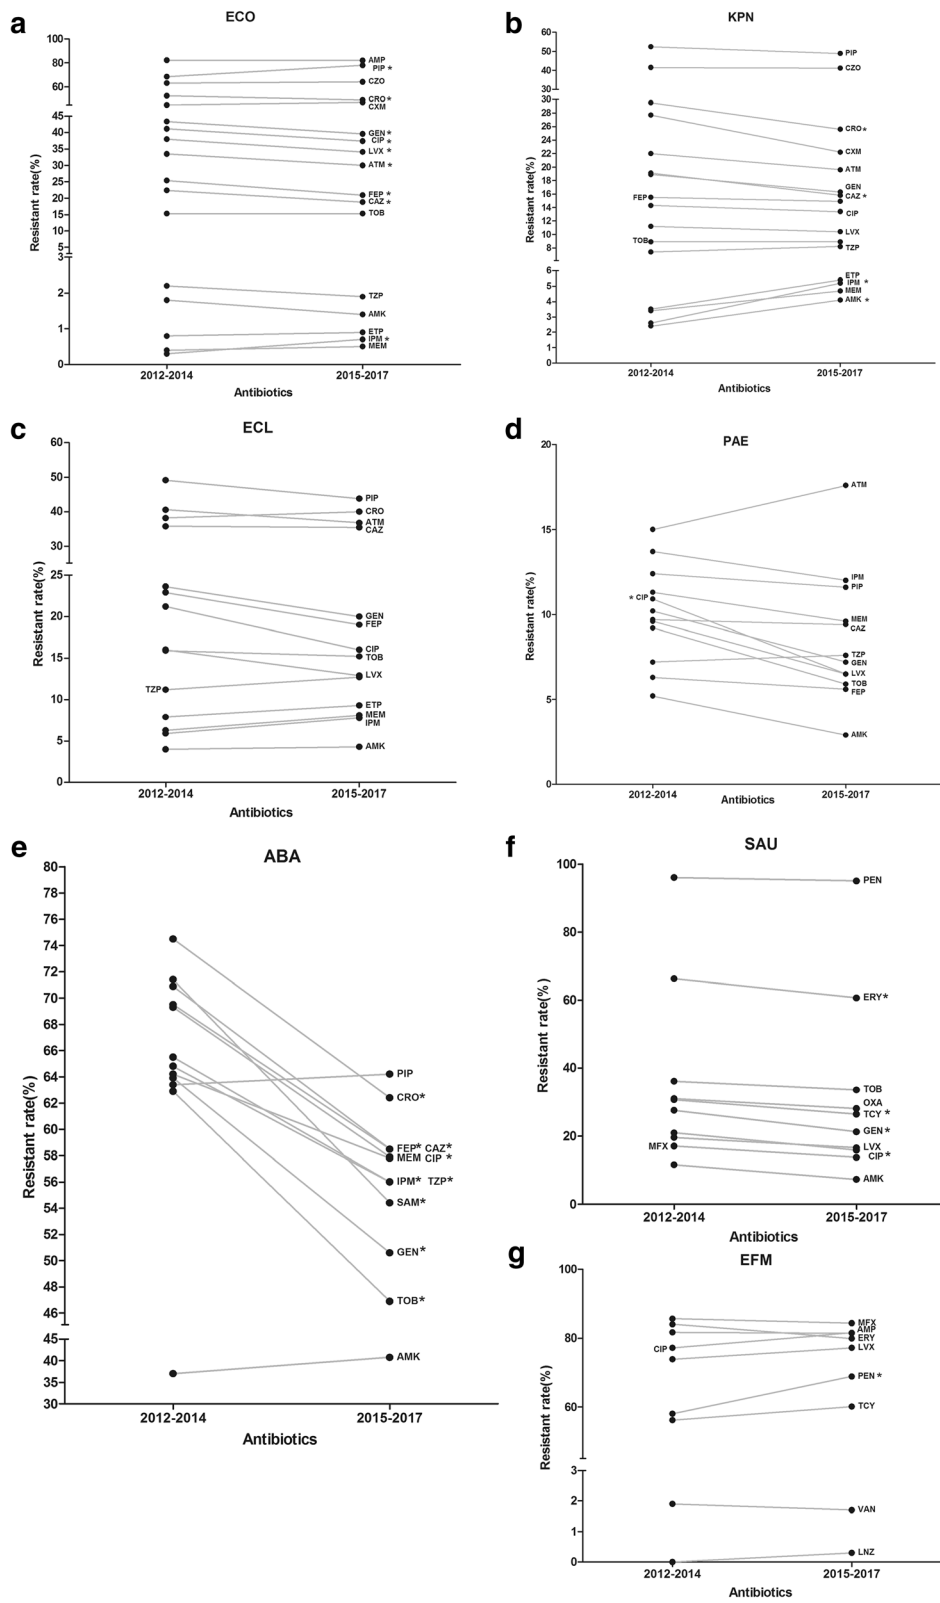 a
ECO
Resistant rate(%)
100
80
60
45
40
35
30
25
20
15
10
5
3
2
1
0
AMP
PIP *
CZO
CRO *
CXM
GEN *
CIP *
LVX *
ATM *
FEP *
CAZ *
TOB
TZP
AMK
ETP
IPM *
MEM
2012-2014
2015-2017
Antibiotics
b
KPN
Resistant rate(%)
60
50
40
30
30
28
26
24
22
20
18
16
14
12
10
8
6
5
4
3
2
1
0
FEP
TOB
PIP
CZO
CRO *
CXM
ATM
GEN
CAZ *
CIP
LVX
TZP
ETP
IPM *
MEM
AMK *
2012-2014
2015-2017
Antibiotics
c
ECL
Resistant rate(%)
60
50
40
30
25
20
15
10
5
0
TZP
PIP
CRO
ATM
CAZ
GEN
FEP
CIP
TOB
LVX
ETP
MEM
IPM
AMK
2012-2014
2015-2017
Antibiotics
d
PAE
Resistant rate(%)
20
15
10
5
0
* CIP
ATM
IPM
PIP
MEM
CAZ
TZP
GEN
LVX
TOB
FEP
AMK
2012-2014
2015-2017
Antibiotics
e
ABA
Resistant rate(%)
80
78
76
74
72
70
68
66
64
62
60
58
56
54
52
50
48
46
45
40
35
30
PIP
CRO*
FEP* CAZ*
MEM CIP *
IPM* TZP*
SAM*
GEN*
TOB*
AMK
2012-2014
2015-2017
Antibiotics
f
SAU
Resistant rate(%)
100
80
60
40
20
0
MFX
PEN
ERY*
TOB
OXA
TCY *
GEN *
LVX
CIP *
AMK
2012-2014
2015-2017
Antibiotics
g
EFM
Resistant rate(%)
100
80
60
3
2
1
0
CIP
MFX
AMP
ERY
LVX
PEN *
TCY
VAN
LNZ
2012-2014
2015-2017
Antibiotics